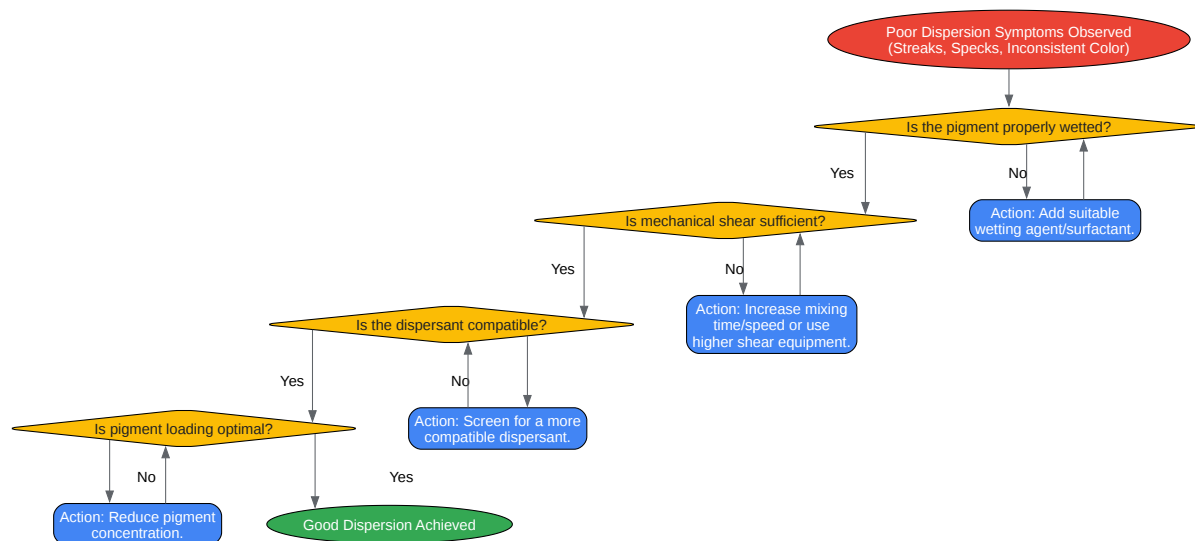 Poor Dispersion Symptoms Observed
(Streaks, Specks, Inconsistent Color)
Is the pigment properly wetted?
Yes
No
Action: Add suitable
wetting agent/surfactant.
Is mechanical shear sufficient?
Yes
No
Action: Increase mixing
time/speed or use
higher shear equipment.
Is the dispersant compatible?
Yes
No
Action: Screen for a more
compatible dispersant.
Is pigment loading optimal?
No
Yes
Action: Reduce pigment
concentration.
Good Dispersion Achieved